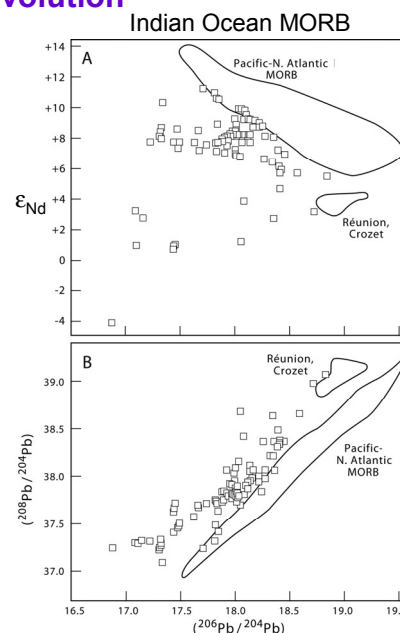 volution
Indian Ocean MORB
A
Pacific-N. Atlantic
MORB
+14
+12
+10
+8
+6
+4
+2
0
-2
-4
εNd
Réunion,
Crozet
B
Réunion,
Crozet
Pacific-
N. Atlantic
MORB
39.0
38.5
38.0
37.5
37.0
(²⁰⁸Pb/²⁰⁴Pb)
16.5 17.0 17.5 18.0 18.5 19.0 19.
(²⁰⁶Pb/²⁰⁴Pb)